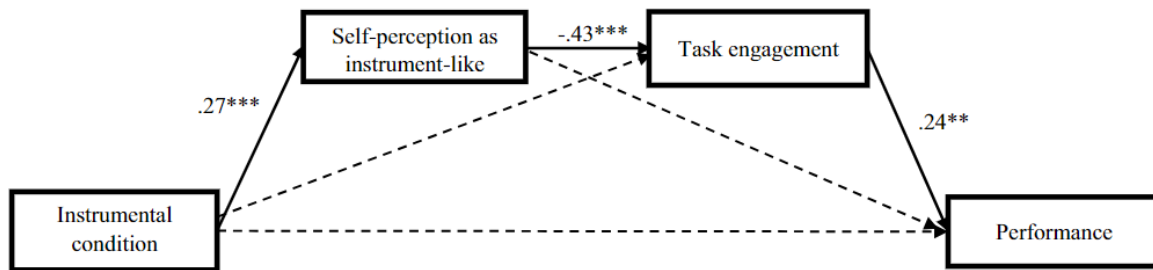 Self-perception as
instrument-like
-.43***
Task engagement
.27***
.24**
Instrumental
condition
Performance